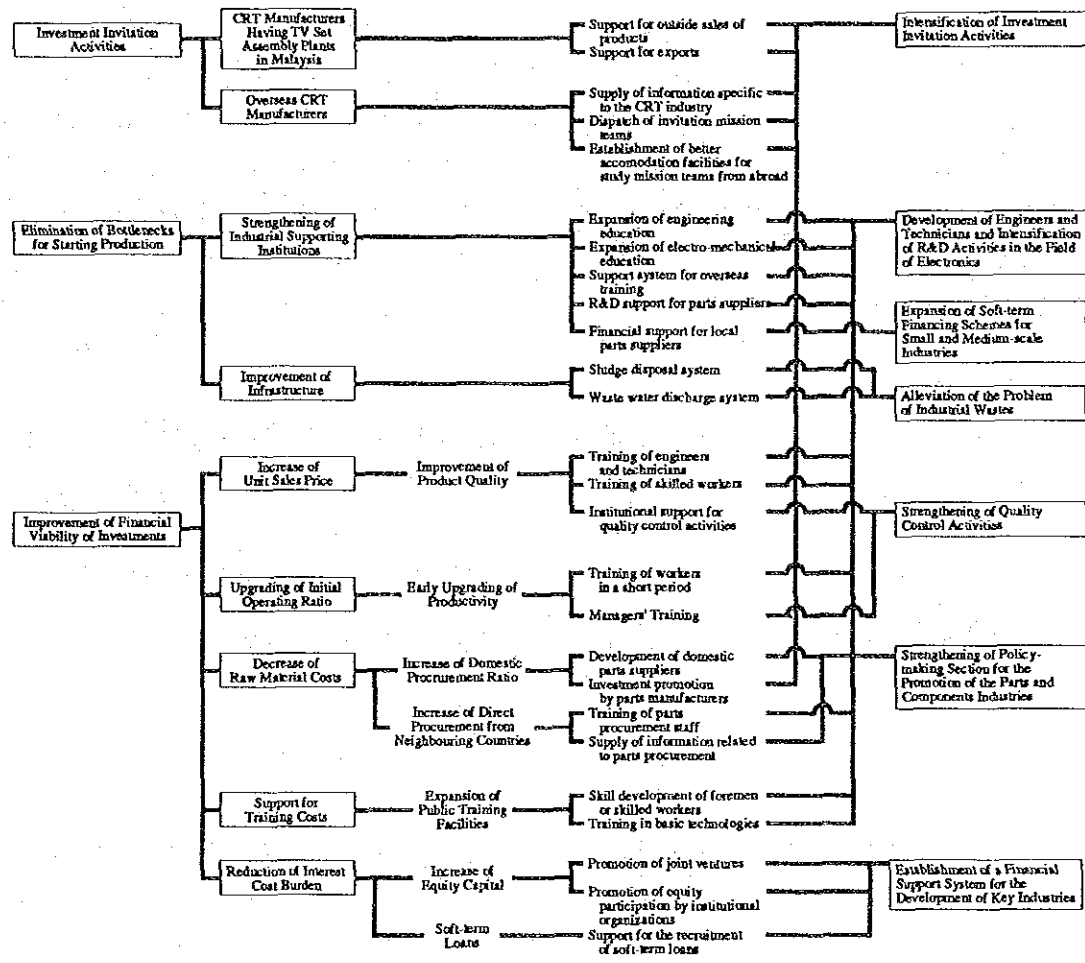 Investment Invitation
Activities
CRT Manufacturers
Having TV Set
Assembly Plants
in Malaysia
Support for outside sales of
products
Support for exports
Intensification of Investment
Invitation Activities
Overseas CRT
Manufacturers
Supply of information specific
to the CRT industry
Dispatch of invitation mission
teams
Establishment of better
accomodation facilities for
study mission teams from abroad
Elimination of Bottlenecks
for Starting Production
Strengthening of
Industrial Supporting
Institutions
Expansion of engineering
education
Expansion of electro-mechanical
education
Support system for overseas
training
R&D support for parts suppliers
Financial support for local
parts suppliers
Development of Engineers and
Technicians and Intensification
of R&D Activities in the Field
of Electronics
Expansion of Soft-term
Financing Schemes for
Small and Medium-scale
Industries
Improvement of
Infrastructure
Sludge disposal system
Waste water discharge system
Alleviation of the Problem
of Industrial Wastes
Improvement of Financial
Viability of Investments
Increase of
Unit Sales Price
Improvement of
Product Quality
Training of engineers
and technicians
Training of skilled workers
Institutional support for
quality control activities
Strengthening of Quality
Control Activities
Upgrading of Initial
Operating Ratio
Early Upgrading of
Productivity
Training of workers
in a short period
Managers' Training
Decrease of
Raw Material Costs
Increase of Domestic
Procurement Ratio
Development of domestic
parts suppliers
Investment promotion
by parts manufacturers
Strengthening of Policy-
making Section for the
Promotion of the Parts and
Components Industries
Increase of Direct
Procurement from
Neighbouring Countries
Training of parts
procurement staff
Supply of information related
to parts procurement
Support for
Training Costs
Expansion of
Public Training
Facilities
Skill development of foremen
or skilled workers
Training in basic technologies
Reduction of Interest
Cost Burden
Increase of
Equity Capital
Promotion of joint ventures
Promotion of equity
participation by institutional
organizations
Establishment of a Financial
Support System for the
Development of Key Industries
Soft-term
Loans
Support for the recruitment
of soft-term loans